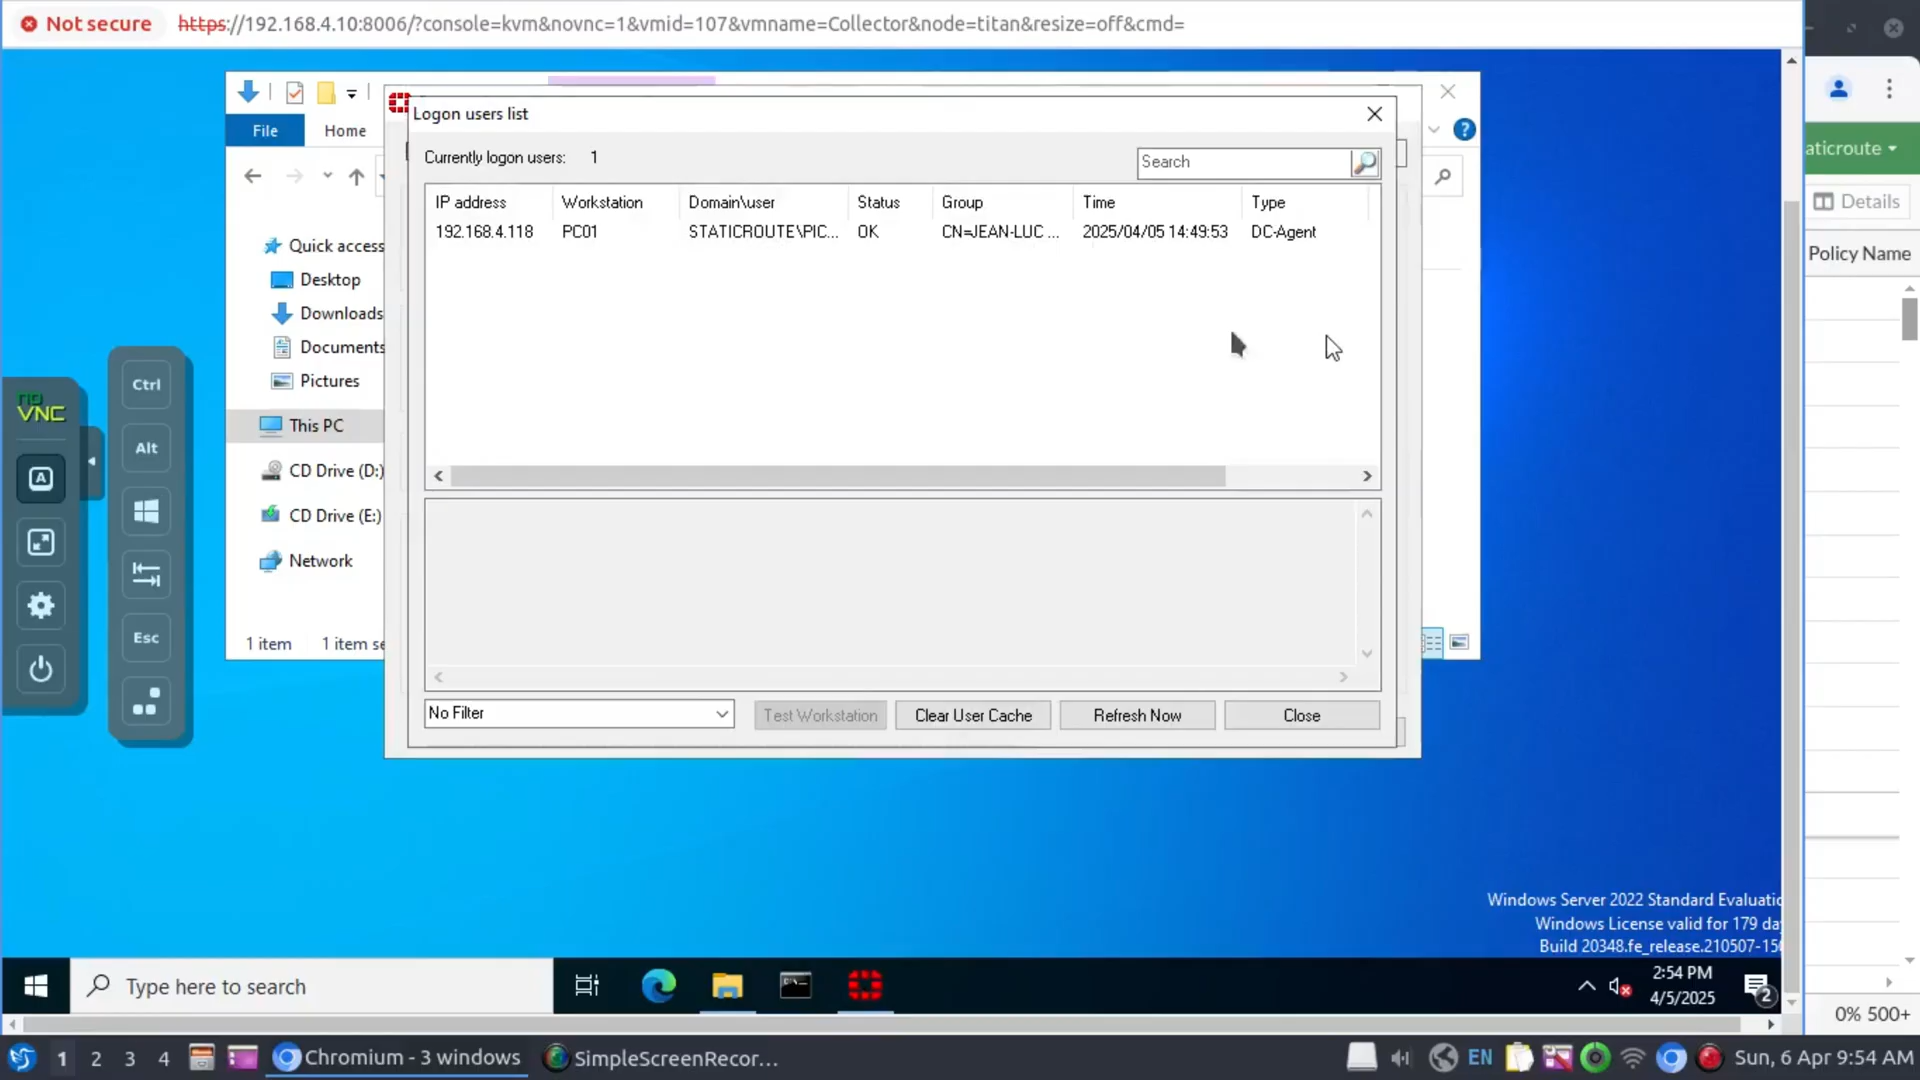 Not secure
https://192.168.4.10:8006/?console=kvm&novnc=1&vmid=107&vmname=Collector&node=titan&resize=off&cmd=
File
Home
Logon users list
Currently logon users: 1
Search
IP address Workstation Domain\user Status Group Time Type
192.168.4.118 PC01 STATICROUTE\PIC... OK CN=JEAN-LUC ... 2025/04/05 14:49:53 DC-Agent
Quick access
Desktop
Downloads
Documents
Pictures
This PC
CD Drive (D:)
CD Drive (E:)
Network
1 item 1 item se
No Filter
Test Workstation
Clear User Cache
Refresh Now
Close
no
VNC
A
Ctrl
Alt
Esc
aticroute
Details
Policy Name
Windows Server 2022 Standard Evaluatio
Windows License valid for 179 da
Build 20348.fe_release.210507-150
Type here to search
2:54 PM
4/5/2025
2
0% 500+
1 2 3 4
Chromium - 3 windows
SimpleScreenRecor...
EN
Sun, 6 Apr 9:54 AM